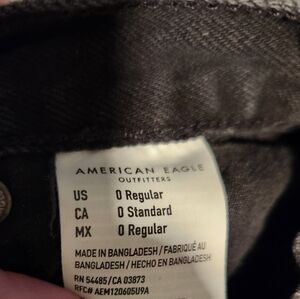 AMERICAN EAGLE
OUTFITTERS
US 0 Regular
CA 0 Standard
MX 0 Regular
MADE IN BANGLADESH / FABRIQUÉ AU
BANGLADESH / HECHO EN BANGLADESH
RN 54485/CA 03873
RFC# AEM120605U9A